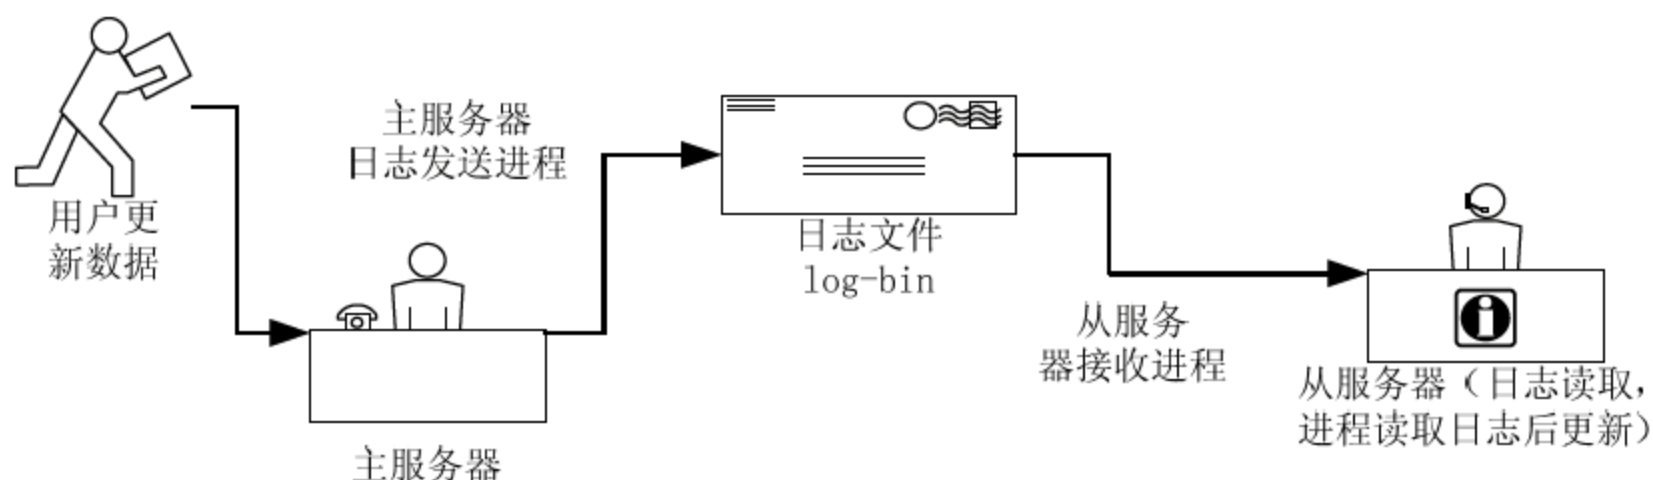 用户更
新数据
主服务器
主服务器
日志发送进程
日志文件
log-bin
从服务
器接收进程
从服务器（日志读取，
进程读取日志后更新）